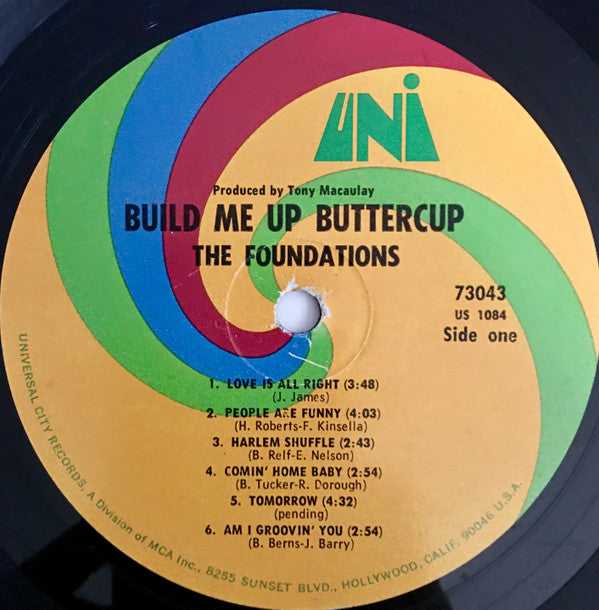 UNi
Produced by Tony Macaulay
BUILD ME UP BUTTERCUP
THE FOUNDATIONS
73043
US 1084
Side one
1. LOVE IS ALL RIGHT (3:48)
(J. James)
2. PEOPLE ARE FUNNY (4:03)
(H. Roberts-F. Kinsella)
3. HARLEM SHUFFLE (2:43)
(B. Relf-E. Nelson)
4. COMIN' HOME BABY (2:54)
(B. Tucker-R. Dorough)
5. TOMORROW (4:32)
(pending)
6. AM I GROOVIN' YOU (2:54)
(B. Berns-J. Barry)
UNIVERSAL CITY RECORDS, A Division of MCA Inc., 8255 SUNSET BLVD., HOLLYWOOD, CALIF. 90046 U.S.A.